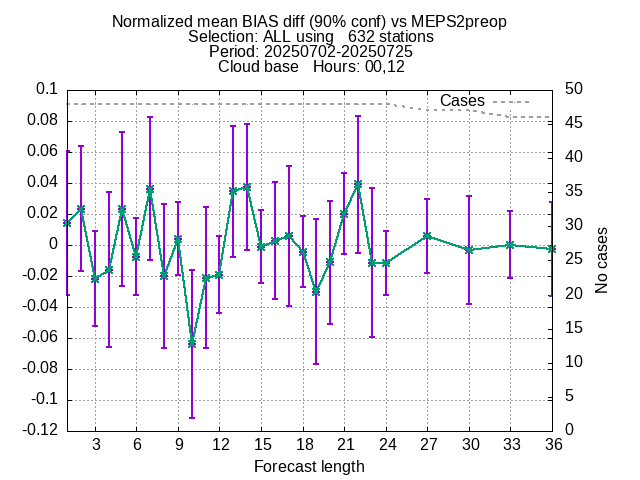 Normalized mean BIAS diff (90% conf) vs MEPS2preop
Selection: ALL using   632 stations
Period: 20250702-20250725
Cloud base   Hours: 00,12
0.1
0.08
0.06
0.04
0.02
0
-0.02
-0.04
-0.06
-0.08
-0.1
-0.12
Cases
50
45
40
35
30
25
20
15
10
5
0
No cases
3 6 9 12 15 18 21 24 27 30 33 36
Forecast length